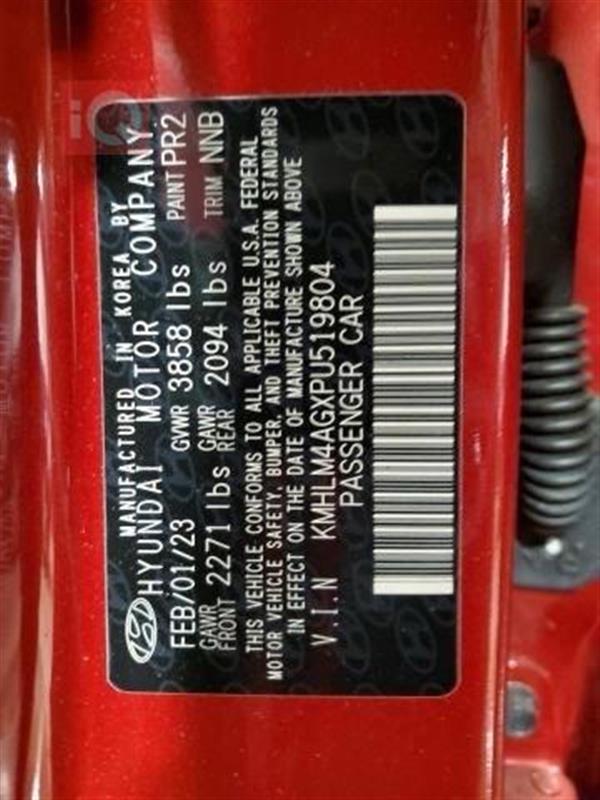 MANUFACTURED IN KOREA BY
HYUNDAI MOTOR COMPANY
FEB/01/23 GVWR 3858 lbs PAINT PR2
GAWR FRONT 2271 lbs GAWR REAR 2094 lbs TRIM NNB
THIS VEHICLE CONFORMS TO ALL APPLICABLE U.S.A. FEDERAL
MOTOR VEHICLE SAFETY, BUMPER, AND THEFT PREVENTION STANDARDS
IN EFFECT ON THE DATE OF MANUFACTURE SHOWN ABOVE
V.I.N KMHLM4AGXPU519804
PASSENGER CAR